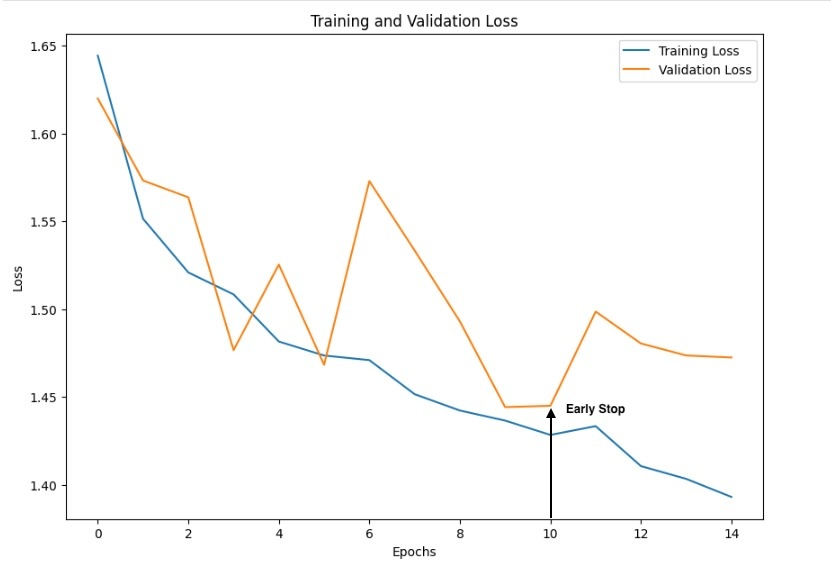 Training and Validation Loss
Training Loss
Validation Loss
1.65
1.60
1.55
1.50
1.45
1.40
Loss
Early Stop
0
2
4
6
8
10
12
14
Epochs